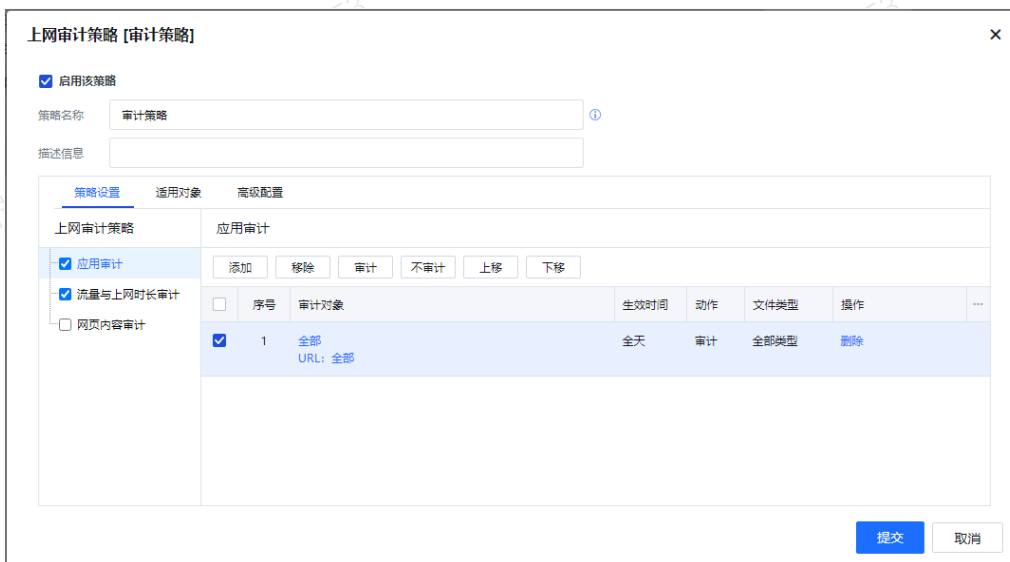 上网审计策略 [审计策略]
启用该策略
策略名称 审计策略
描述信息
策略设置 适用对象 高级配置
上网审计策略 应用审计
应用审计
流量与上网时长审计
网页内容审计
添加 移除 审计 不审计 上移 下移
序号 审计对象 生效时间 动作 文件类型 操作
1 全部 全天 审计 全部类型 删除
URL: 全部
提交 取消